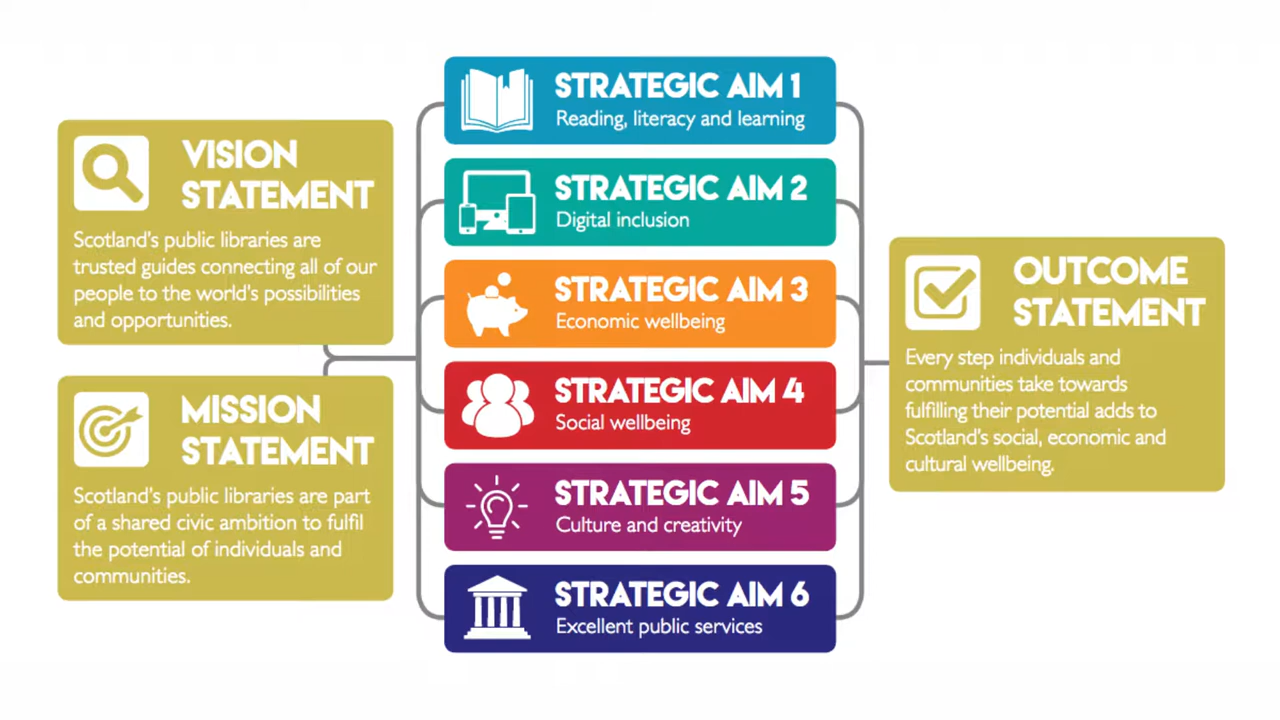 VISION
STATEMENT
Scotland's public libraries are
trusted guides connecting all of our
people to the world's possibilities
and opportunities.
MISSION
STATEMENT
Scotland's public libraries are part
of a shared civic ambition to fulfil
the potential of individuals and
communities.
STRATEGIC AIM 1
Reading, literacy and learning
STRATEGIC AIM 2
Digital inclusion
STRATEGIC AIM 3
Economic wellbeing
STRATEGIC AIM 4
Social wellbeing
STRATEGIC AIM 5
Culture and creativity
STRATEGIC AIM 6
Excellent public services
OUTCOME
STATEMENT
Every step individuals and
communities take towards
fulfilling their potential adds to
Scotland's social, economic and
cultural wellbeing.